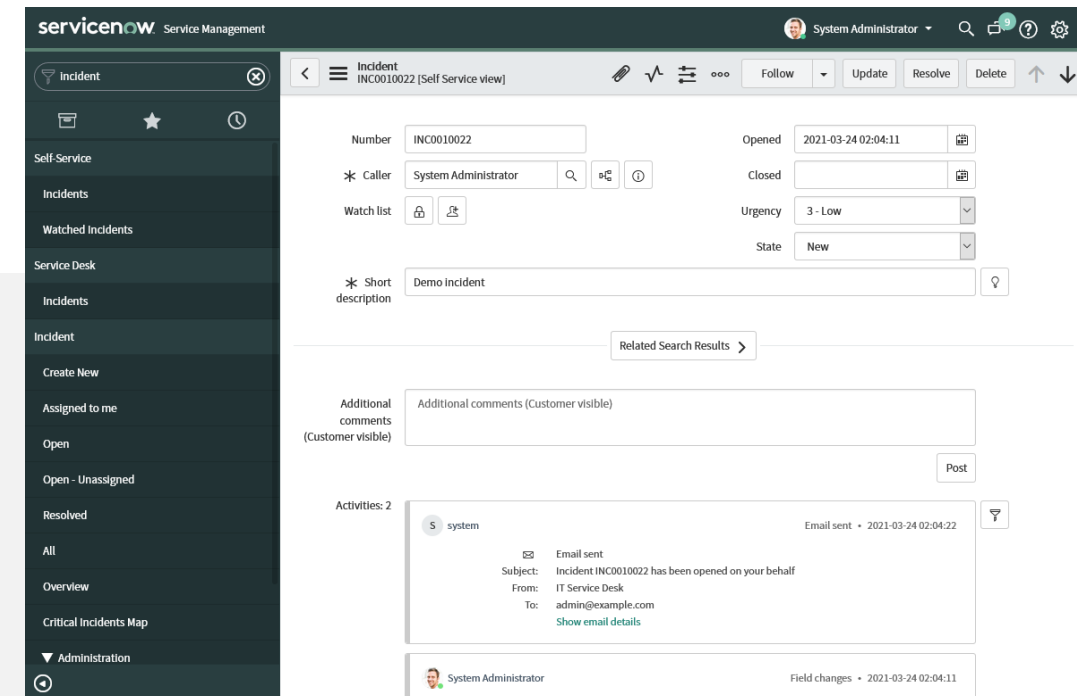 servicenow Service Management
System Administrator
9
incident
Incident
INC0010022 [Self Service view]
Follow
Update
Resolve
Delete
Self-Service
Incidents
Watched Incidents
Service Desk
Incidents
Incident
Create New
Assigned to me
Open
Open - Unassigned
Resolved
All
Overview
Critical Incidents Map
Administration
Number INC0010022
Opened 2021-03-24 02:04:11
Caller System Administrator
Closed
Watch list
Urgency 3 - Low
State New
Short
description
Demo incident
Related Search Results
Additional
comments
(Customer visible)
Additional comments (Customer visible)
Post
Activities: 2
S system
Email sent • 2021-03-24 02:04:22
Email sent
Subject: Incident INC0010022 has been opened on your behalf
From: IT Service Desk
To: admin@example.com
Show email details
System Administrator
Field changes • 2021-03-24 02:04:11